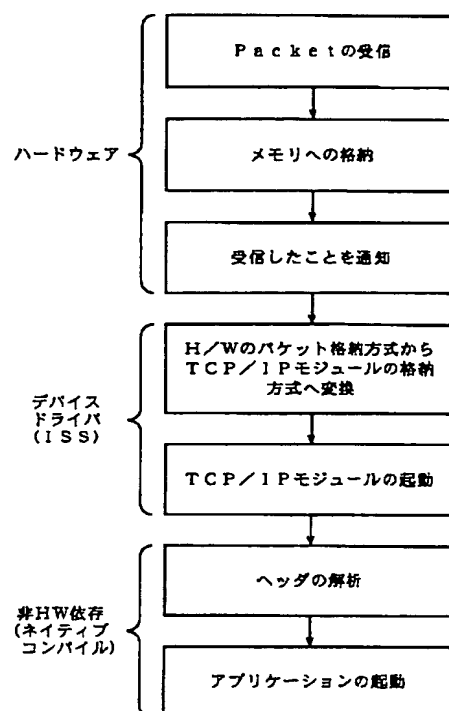 Ｐａｃｋｅｔの受信
ハードウェア
メモリへの格納
受信したことを通知
Ｈ／Ｗのパケット格納方式から
ＴＣＰ／ＩＰモジュールの格納
方式へ変換
デバイス
ドライバ
(ＩＳＳ)
ＴＣＰ／ＩＰモジュールの起動
ヘッダの解析
非HW依存
(ネイティブ
コンパイル)
アプリケーションの起動